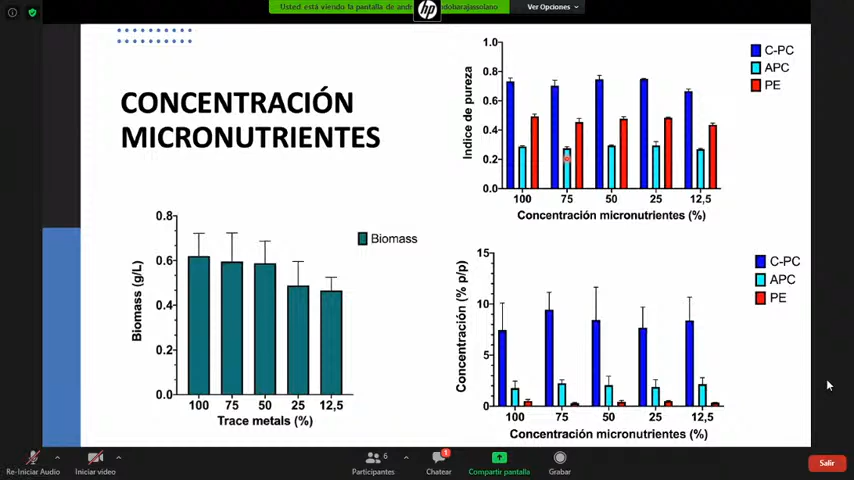 Usted está viendo la pantalla de andr
dobarajassolano
hp
Ver Opciones
CONCENTRACIÓN
MICRONUTRIENTES
Indice de pureza
1.0
0.8
0.6
0.4
0.2
0.0
100 75 50 25 12,5
Concentración micronutrientes (%)
C-PC
APC
PE
Biomass (g/L)
0.8
0.6
0.4
0.2
0.0
100 75 50 25 12,5
Trace metals (%)
Biomass
Concentración (% p/p)
15
10
5
0
100 75 50 25 12,5
Concentración micronutrientes (%)
C-PC
APC
PE
Re-Iniciar Audio
Iniciar video
6
Participantes
1
Chatear
Compartir pantalla
Grabar
Salir